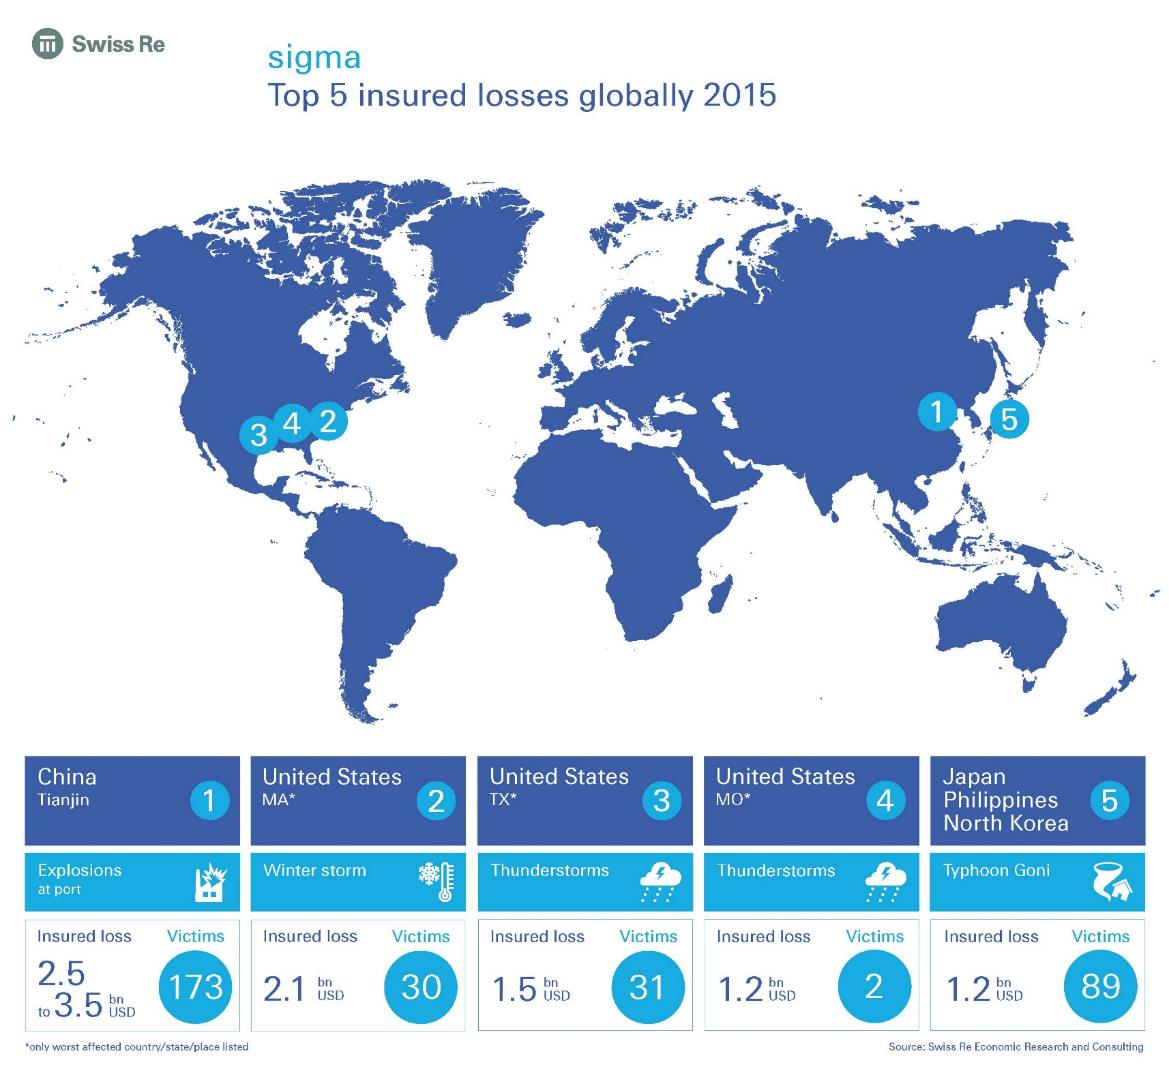 Swiss Re
sigma
Top 5 insured losses globally 2015
3 4 2
1 5
China
Tianjin
1
Explosions
at port
Insured loss Victims
2.5
to 3.5 bn USD
173
United States
MA*
2
Winter storm
Insured loss Victims
2.1 bn USD
30
United States
TX*
3
Thunderstorms
Insured loss Victims
1.5 bn USD
31
United States
MO*
4
Thunderstorms
Insured loss Victims
1.2 bn USD
2
Japan
Philippines
North Korea
5
Typhoon Goni
Insured loss Victims
1.2 bn USD
89
*only worst affected country/state/place listed
Source: Swiss Re Economic Research and Consulting